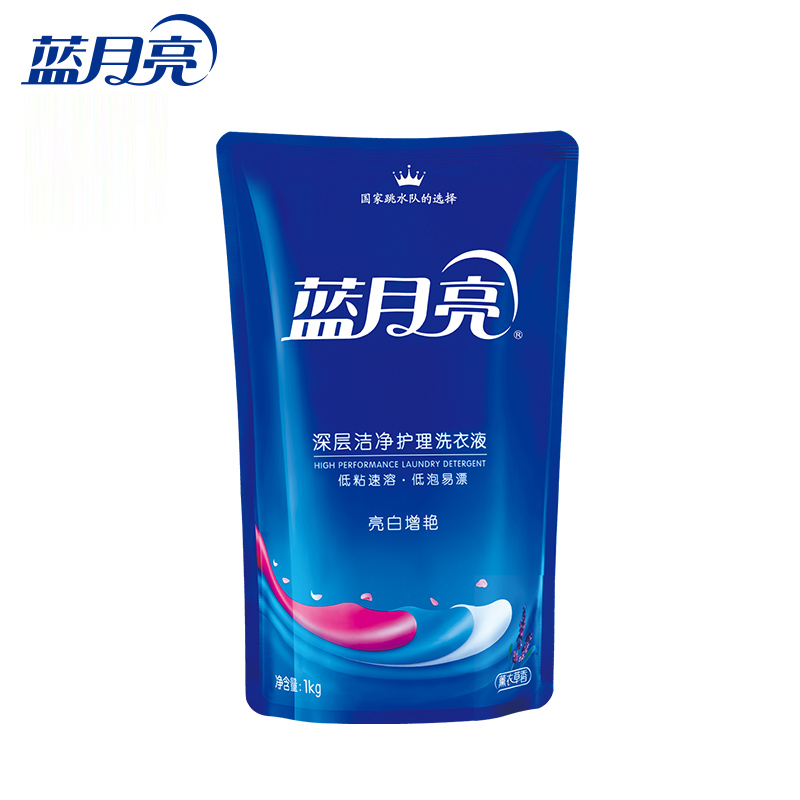 蓝月亮
国家跳水队的选择
蓝月亮®
深层洁净护理洗衣液
HIGH PERFORMANCE LAUNDRY DETERGENT
低粘速溶·低泡易漂
亮白增艳
净含量:1kg
薰衣草香